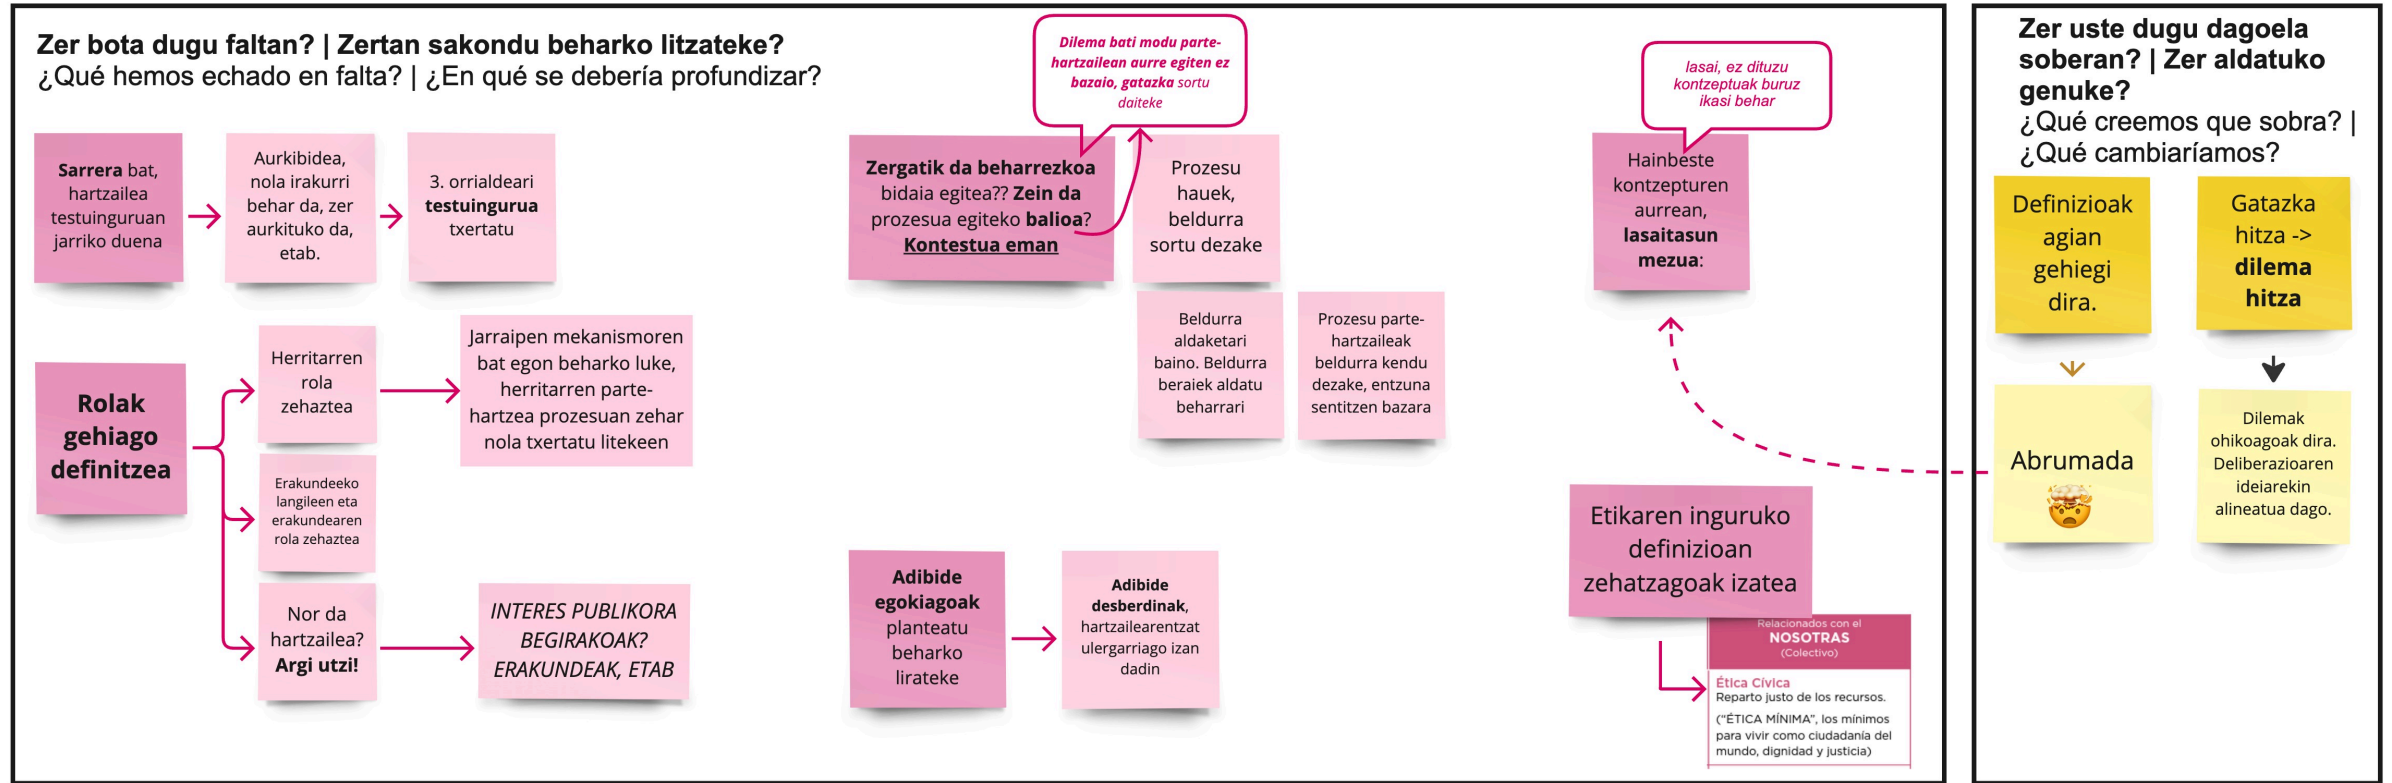 Zer bota dugu faltan? | Zertan sakondu beharko litzateke?
¿Qué hemos echado en falta? | ¿En qué se debería profundizar?
Sarrera bat,
hartzailea
testuinguruan
jarriko duena
Aurkibidea,
nola irakurri
behar da, zer
aurkituko da,
etab.
3. orrialdeari
testuingurua
txertatu
Rolak
gehiago
definitzea
Herritarren
rola
zehaztea
Jarraipen mekanismoren
bat egon beharko luke,
herritarren parte-
hartzea prozesuan zehar
nola txertatu litekeen
Erakundeeko
langileen eta
erakundearen
rola zehaztea
Nor da
hartzailea?
Argi utzi!
INTERES PUBLIKORA
BEGIRAKOAK?
ERAKUNDEAK, ETAB
Dilema bati modu parte-
hartzailean aurre egiten ez
bazaio, gatazka sortu
daiteke
Zergatik da beharrezkoa
bidaia egitea?? Zein da
prozesua egiteko balioa?
Kontestua eman
Prozesu
hauek,
beldurra
sortu dezake
Beldurra
aldaketari
baino. Beldurra
beraiek aldatu
beharrari
Prozesu parte-
hartzaileak
beldurra kendu
dezake, entzuna
sentitzen bazara
Adibide
egokiagoak
planteatu
beharko
lirateke
Adibide
desberdinak,
hartzailearentzat
ulergarriago izan
dadin
lasai, ez dituzu
kontzeptuak buruz
ikasi behar
Hainbeste
kontzepturen
aurrean,
lasaitasun
mezua:
Etikaren inguruko
definizioan
zehatzagoak izatea
Relacionados con el
NOSOTRAS
(Colectivo)
Ética Cívica
Reparto justo de los recursos.
("ÉTICA MÍNIMA", los mínimos
para vivir como ciudadanía del
mundo, dignidad y justicia)
Zer uste dugu dagoela
soberan? | Zer aldatuko
genuke?
¿Qué creemos que sobra? |
¿Qué cambiaríamos?
Definizioak
agian
gehiegi
dira.
Abrumada
Gatazka
hitza ->
dilema
hitza
Dilemak
ohikoagoak dira.
Deliberazioaren
ideiarekin
alineatua dago.